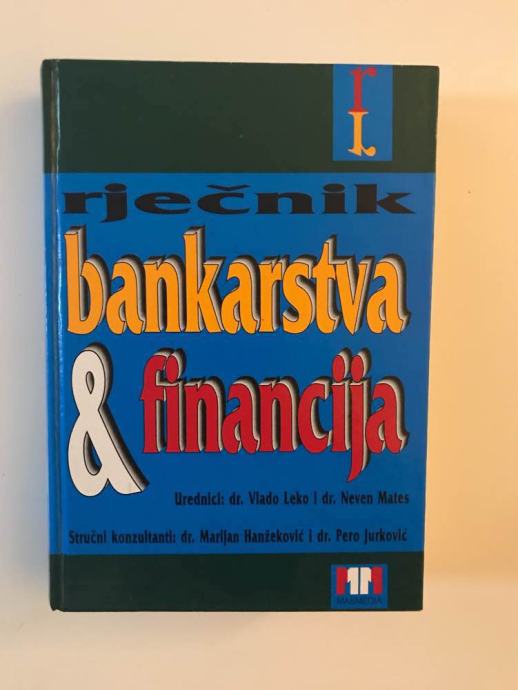 r
rječnik
bankarstva
& financija
Urednici: dr. Vlado Leko i dr. Neven Mates
Stručni konzultanti: dr. Marijan Hanžeković i dr. Pero Jurković
MASMEDIA